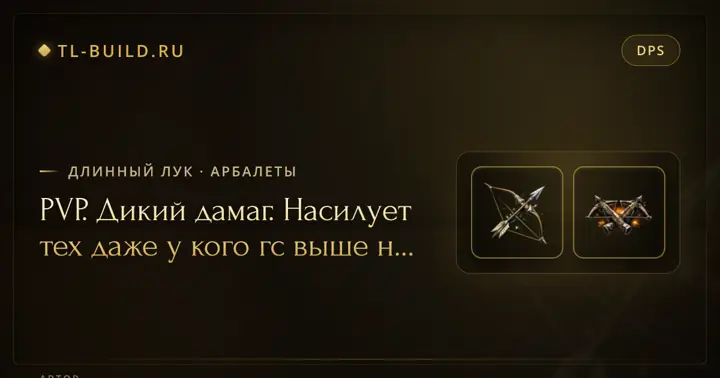 TL-BUILD.RU
DPS
ДЛИННЫЙ ЛУК · АРБАЛЕТЫ
PVP. Дикий дамаг. Насилует
тех даже у кого гс выше н...